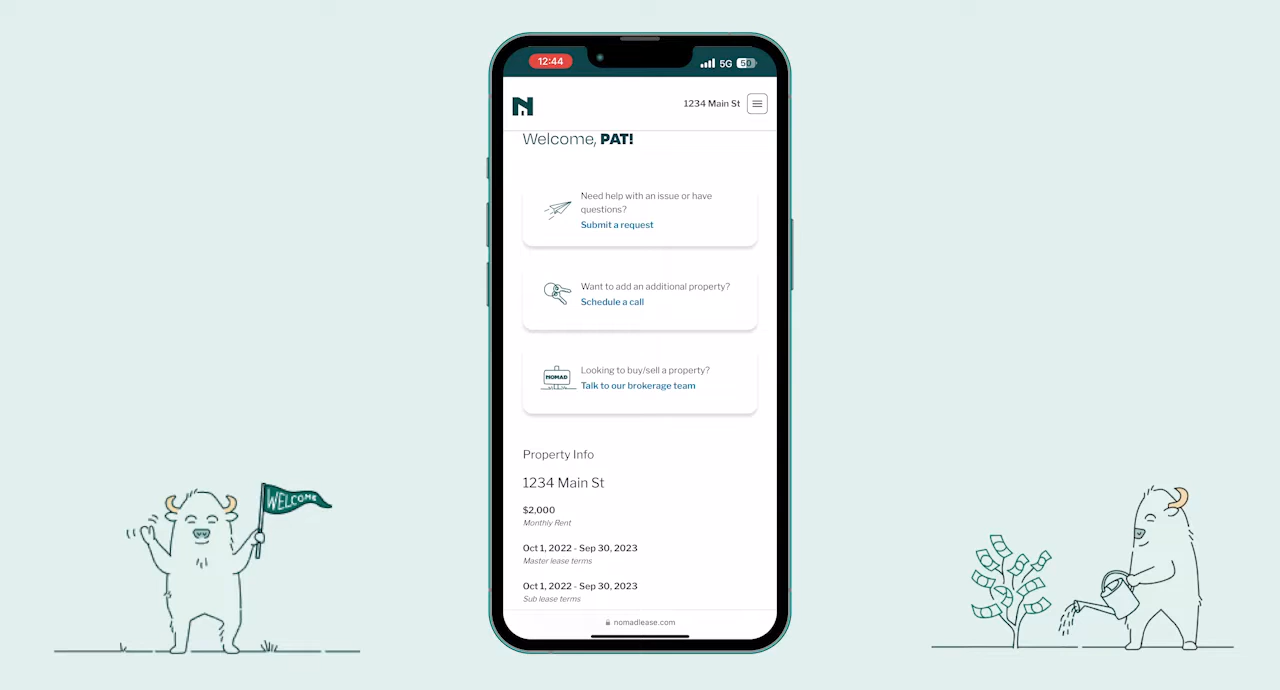 12:44
5G
50
N
1234 Main St
Welcome, PAT!
Need help with an issue or have
questions?
Submit a request
Want to add an additional property?
Schedule a call
NOMAD
Looking to buy/sell a property?
Talk to our brokerage team
Property Info
1234 Main St
$2,000
Monthly Rent
Oct 1, 2022 - Sep 30, 2023
Master lease terms
Oct 1, 2022 - Sep 30, 2023
Sub lease terms
nomadlease.com
WELCOME